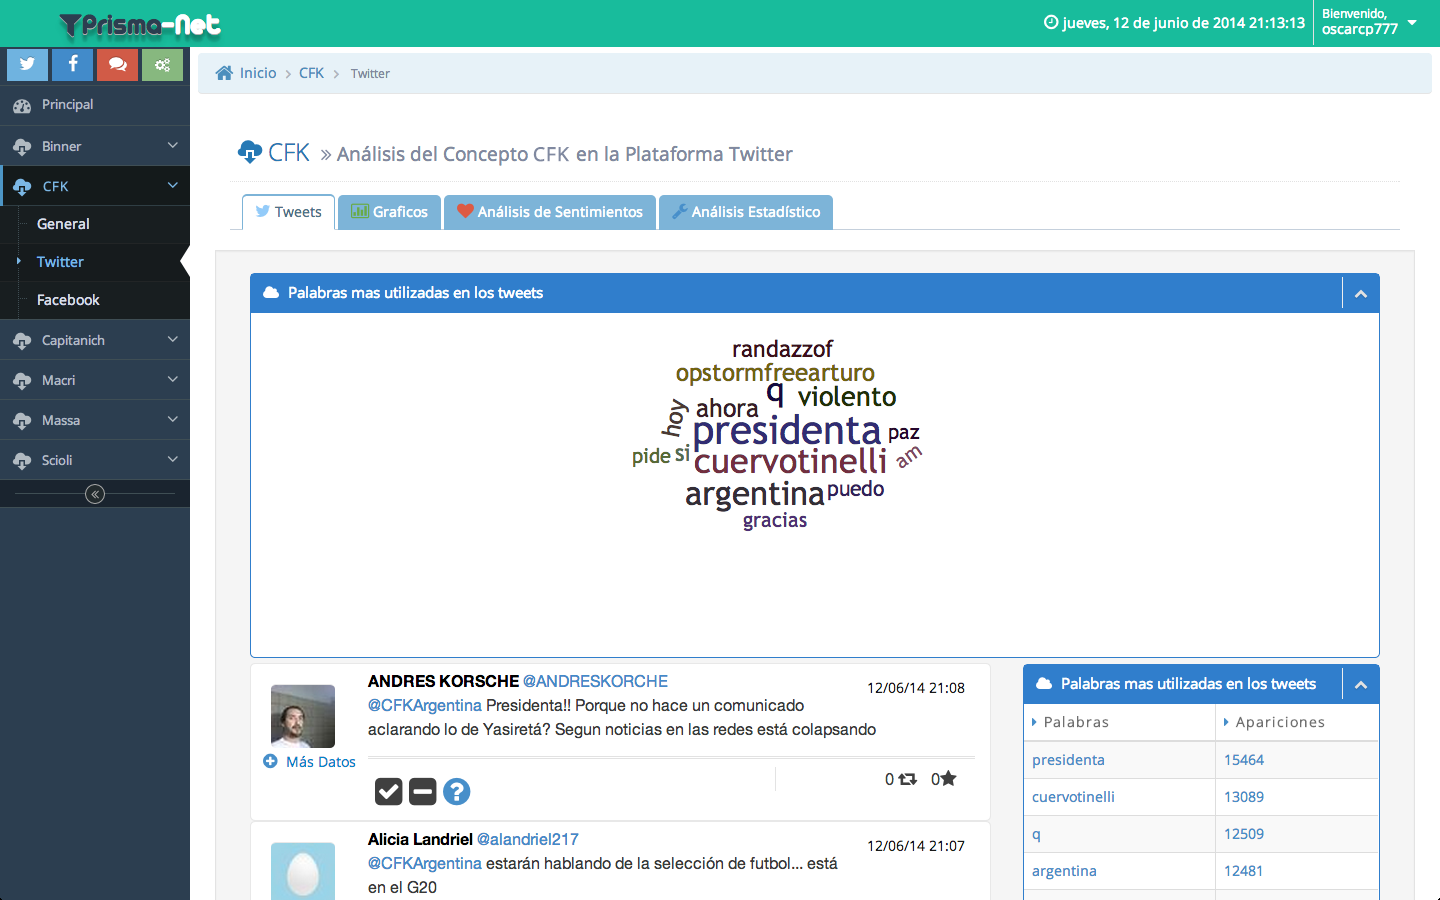 Prisma-Net
jueves, 12 de junio de 2014 21:13:13
Bienvenido,
oscarcp777
Principal
Binner
CFK
General
Twitter
Facebook
Capitanich
Macri
Massa
Scioli
Inicio
CFK
Twitter
CFK » Análisis del Concepto CFK en la Plataforma Twitter
Tweets
Graficos
Análisis de Sentimientos
Análisis Estadístico
Palabras mas utilizadas en los tweets
randazzof
opstormfreearturo
q
violento
hoy
ahora
presidenta
paz
pide
si
cuervotinelli
am
argentina
puedo
gracias
ANDRES KORSCHE @ANDRESKORCHE
12/06/14 21:08
@CFKArgentina Presidenta!! Porque no hace un comunicado
aclarando lo de Yasiretá? Segun noticias en las redes está colapsando
Más Datos
0
0
Alicia Landriel @alandriel217
12/06/14 21:07
@CFKArgentina estarán hablando de la selección de futbol... está
en el G20
Palabras mas utilizadas en los tweets
Palabras
Apariciones
presidenta
15464
cuervotinelli
13089
q
12509
argentina
12481